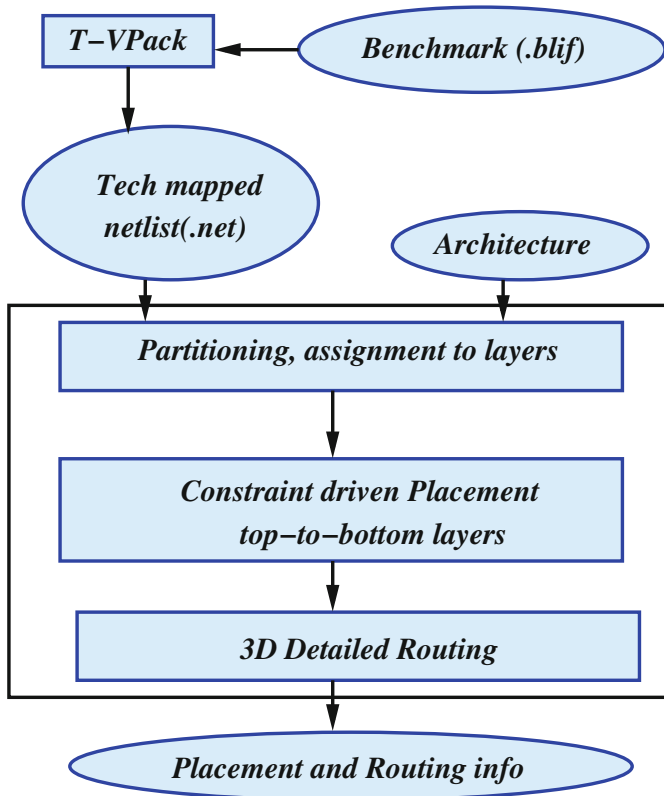 T−VPack
Benchmark (.blif)
Tech mapped
netlist(.net)
Architecture
Partitioning, assignment to layers
Constraint driven Placement
top−to−bottom layers
3D Detailed Routing
Placement and Routing info